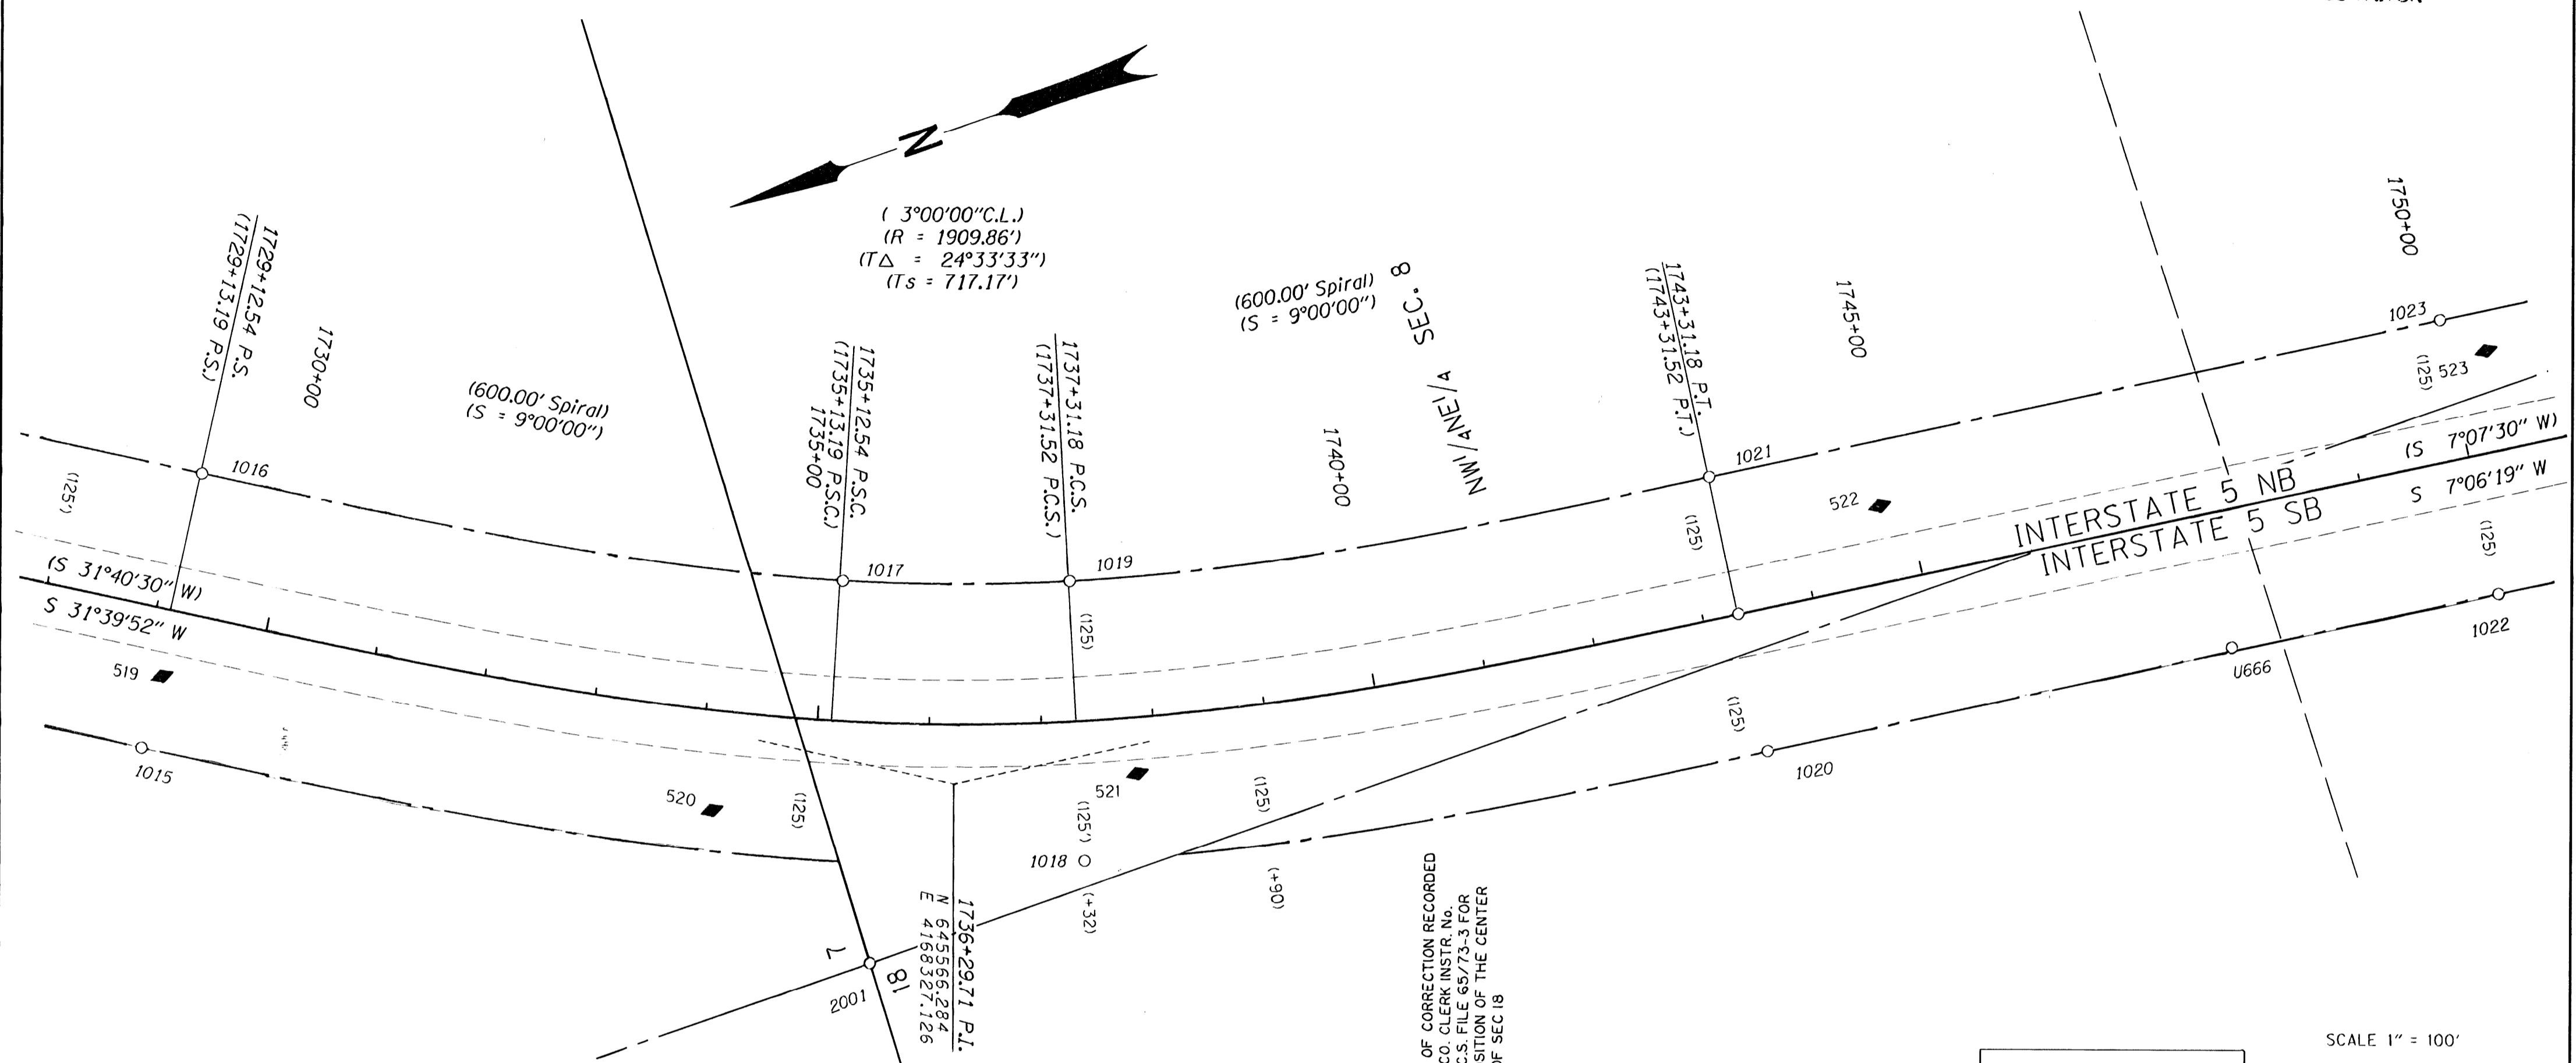 N
( 3°00'00"C.L.)
(R = 1909.86')
(T△ = 24°33'33")
(Ts = 717.17')
1729+12.54 P.S.
(1729+13.19 P.S.)
1730+00
(600.00' Spiral)
(S = 9°00'00")
1735+12.54 P.S.C.
(1735+13.19 P.S.C.)
1735+00
1737+31.18 P.C.S.
(1737+31.52 P.C.S.)
(600.00' Spiral)
(S = 9°00'00")
NW1/4NE1/4 SEC. 8
1740+00
1743+31.18 P.T.
(1743+31.52 P.T.)
1745+00
1750+00
1016
1017
1019
1021
1023
(125')
(125)
(125)
(125)
522
523
(S 31°40'30" W)
S 31°39'52" W
INTERSTATE 5 NB
INTERSTATE 5 SB
(S 7°07'30" W)
S 7°06'19" W
519
1015
520
(125)
521
(125')
1018
(+32)
(125)
(+90)
(125)
1020
U666
(125)
1022
7
18
2001
1736+29.71 P.I.
N 645566.284
E 4168327.126
OF CORRECTION RECORDED
CO. CLERK INSTR. No.
C.S. FILE 65/73-3 FOR
SITION OF THE CENTER
OF SEC 18
SCALE 1" = 100'